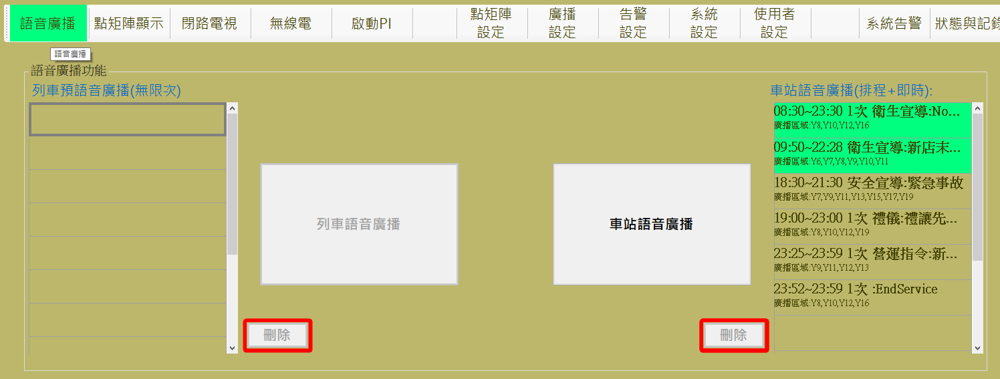 語音廣播
點矩陣顯示
閉路電視
無線電
啟動PI
點矩陣
設定
廣播
設定
告警
設定
系統
設定
使用者
設定
系統告警
狀態與記錄
語音廣播
語音廣播功能
列車預語音廣播(無限次)
車站語音廣播(排程+即時):
08:30~23:30 1次 衛生宣導:No...
廣播區域:Y8,Y10,Y12,Y16
09:50~22:28 衛生宣導:新店末...
廣播區域:Y6,Y7,Y8,Y9,Y10,Y11
18:30~21:30 安全宣導:緊急事故
廣播區域:Y7,Y9,Y11,Y13,Y15,Y17,Y19
19:00~23:00 1次 禮儀:禮讓先...
廣播區域:Y8,Y10,Y12,Y19
23:25~23:59 1次 營運指令:新...
廣播區域:Y9,Y11,Y12,Y13
23:52~23:59 1次 :EndService
廣播區域:Y8,Y10,Y12,Y16
列車語音廣播
車站語音廣播
刪除
刪除